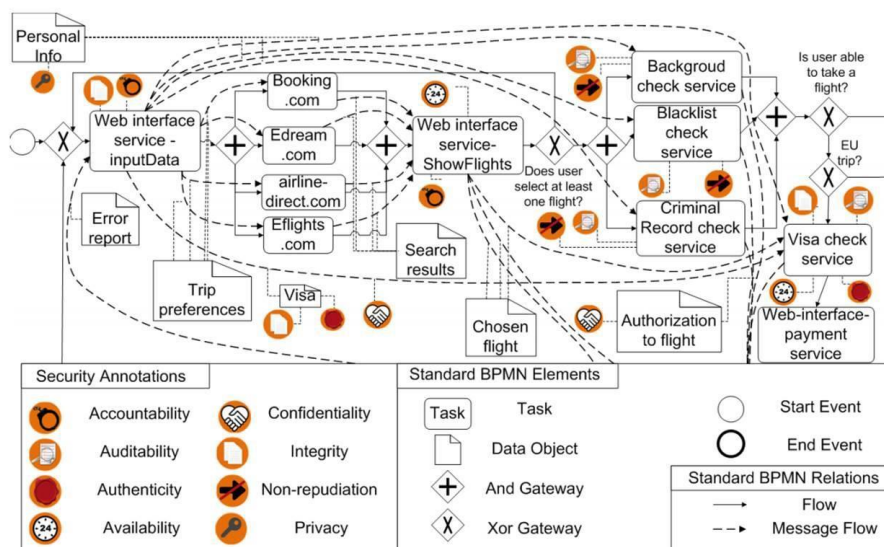 Personal
Info
Web interface
service -
inputData
Error
report
Booking
.com
Edream
.com
airline-
direct.com
Eflights
.com
Trip
preferences
Visa
Search
results
24
Web interface
service-
ShowFlights
Does user
select at least
one flight?
Chosen
flight
Backgroud
check service
Blacklist
check
service
Criminal
Record check
service
Authorization
to flight
Is user able
to take a
flight?
EU
trip?
Visa check
service
24
Web-interface-
payment
service
Security Annotations
Accountability
Auditability
Authenticity
24
Availability
Confidentiality
Integrity
Non-repudiation
Privacy
Standard BPMN Elements
Task
Task
Data Object
And Gateway
Xor Gateway
Start Event
End Event
Standard BPMN Relations
Flow
Message Flow